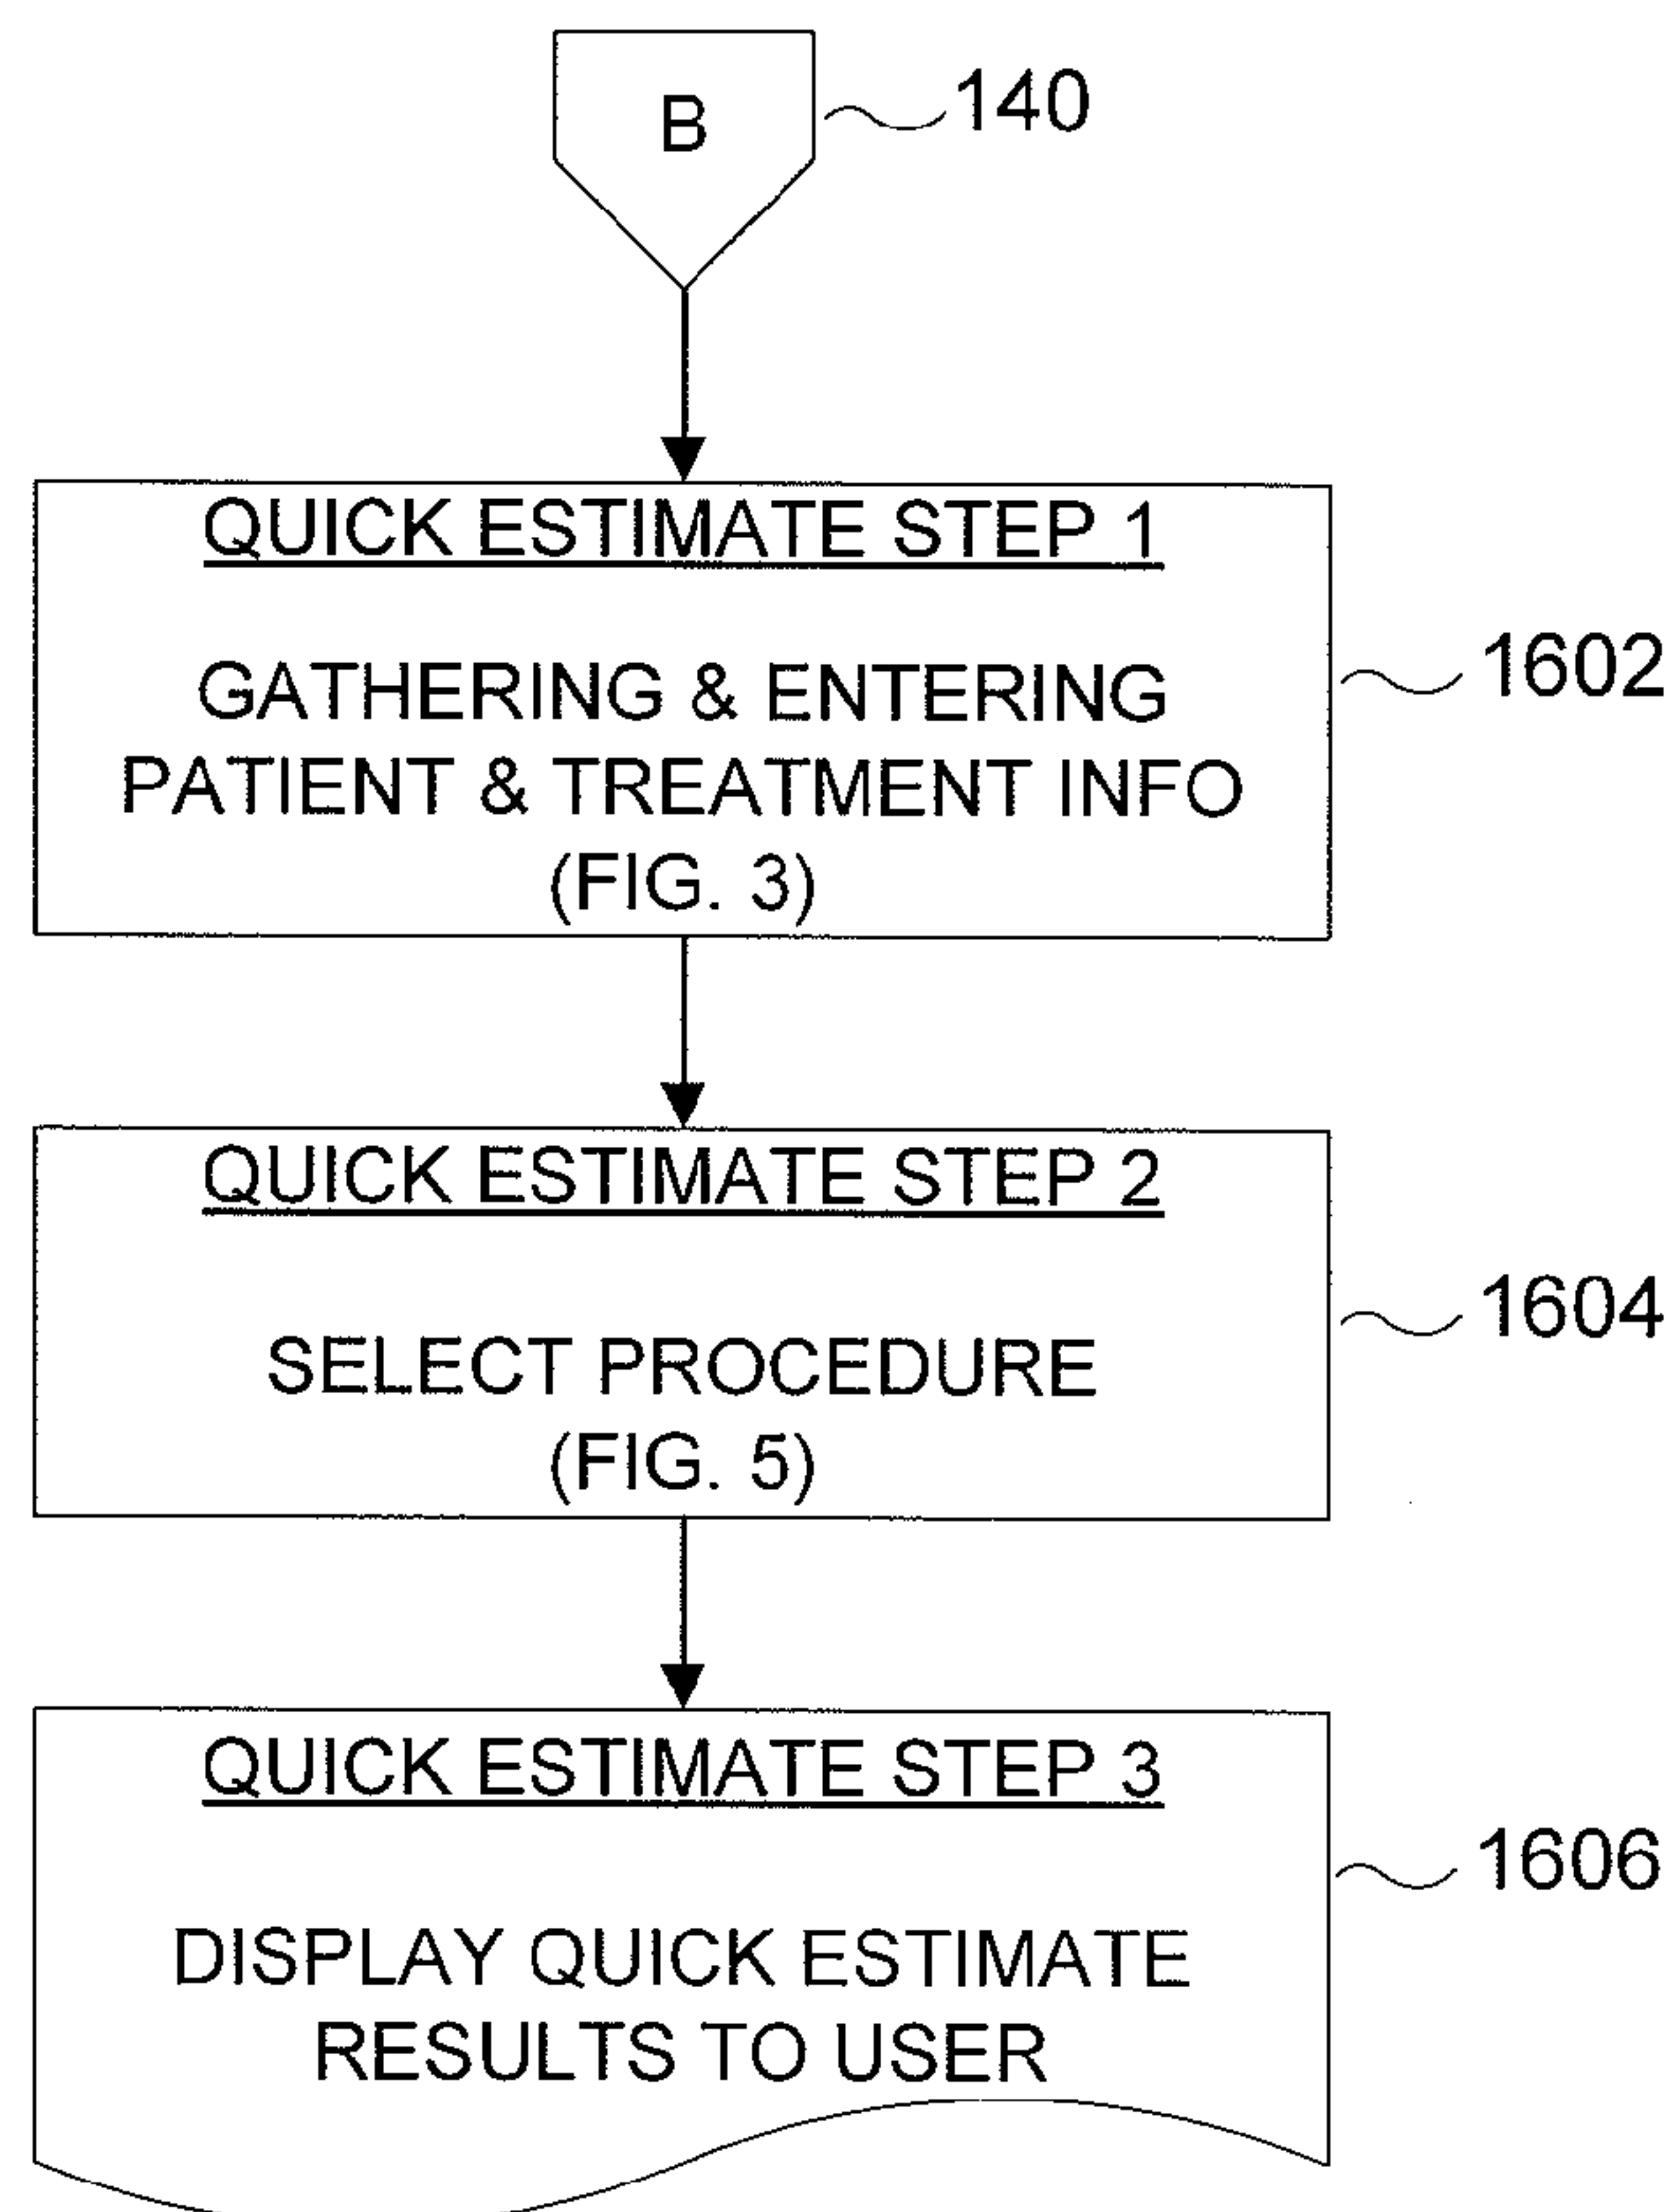 B
140
QUICK ESTIMATE STEP 1
GATHERING & ENTERING
PATIENT & TREATMENT INFO
(FIG. 3)
1602
QUICK ESTIMATE STEP 2
SELECT PROCEDURE
(FIG. 5)
1604
QUICK ESTIMATE STEP 3
DISPLAY QUICK ESTIMATE
RESULTS TO USER
1606